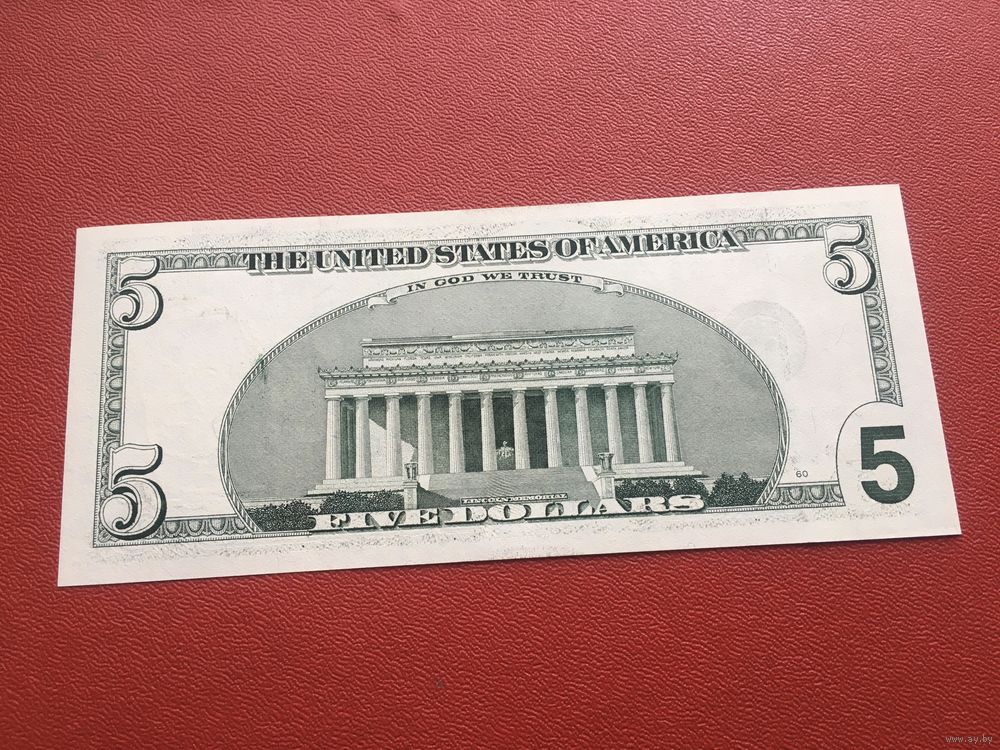 THE UNITED STATES OF AMERICA
IN GOD WE TRUST
5
5
5
5
60
LINCOLN MEMORIAL
FIVE DOLLARS
www.ay.by